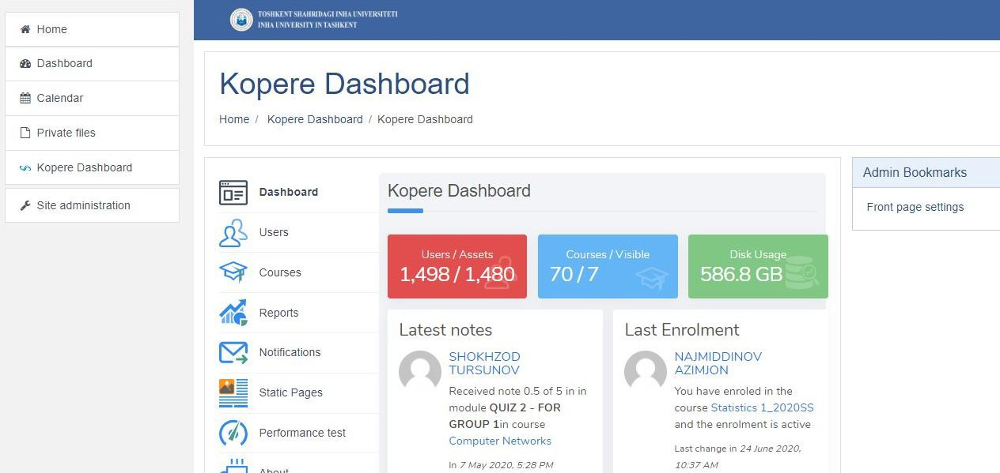 Home
Dashboard
Calendar
Private files
Kopere Dashboard
Site administration
TOSHKENT SHAHRIDAGI INHA UNIVERSITETI
INHA UNIVERSITY IN TASHKENT
Kopere Dashboard
Home / Kopere Dashboard / Kopere Dashboard
Dashboard
Users
Courses
Reports
Notifications
Static Pages
Performance test
About
Kopere Dashboard
Users / Assets
1,498 / 1,480
Courses / Visible
70 / 7
Disk Usage
586.8 GB
Latest notes
SHOKHZOD
TURSUNOV
Received note 0.5 of 5 in in
module QUIZ 2 - FOR
GROUP 1in course
Computer Networks
In 7 May 2020, 5:28 PM
Last Enrolment
NAJMIDDINOV
AZIMJON
You have enroled in the
course Statistics 1_2020SS
and the enrolment is active
Last change in 24 June 2020,
10:37 AM
Admin Bookmarks
Front page settings